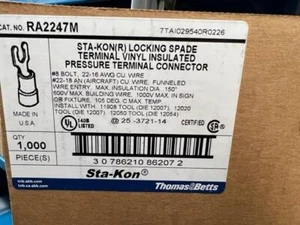 CAT. NO. RA2247M
7TAI029540R0226
STA-KON(R) LOCKING SPADE
TERMINAL VINYL INSULATED
PRESSURE TERMINAL CONNECTOR
#8 BOLT, 22-16 AWG CU. WIRE
#22-18 AN (AIRCRAFT) CU. WIRE, FUNNELED
WIRE ENTRY, MAX. INSULATION DIA. .150"
600V MAX. BUILDING WIRE, 1000V MAX. IN SIGN
OR FIXTURE, 105 DEG. C MAX. TEMP.
INSTALL WITH: 11908 TOOL (DIE 12007), 12020
TOOL (DIE 12007), 12050 TOOL (DIE 12054)
MADE IN
U.S.A
QTY
1,000
PIECE(S)
@ 25 -3721-14
CERTIFIED
3 0 786210 86207 2
Sta-Kon®
Thomas&Betts